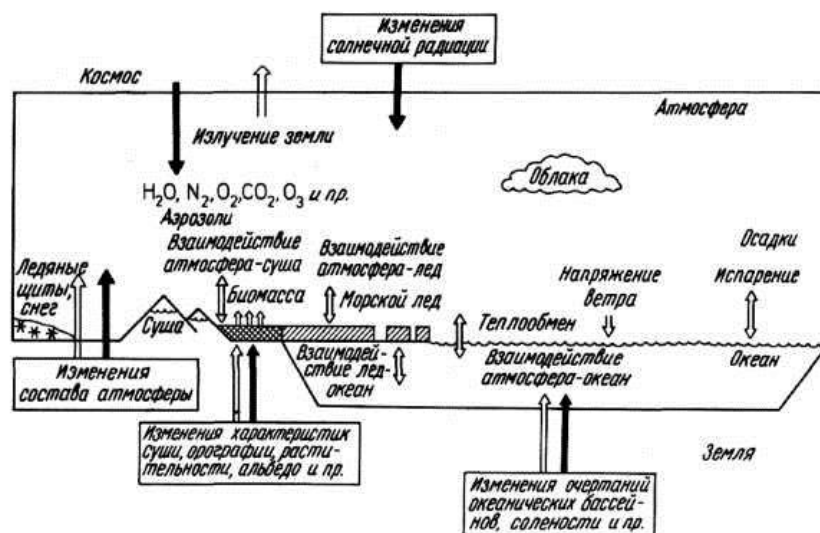 Изменения
солнечной радиации
Космос
Атмосфера
Излучение земли
Облака
H₂O, N₂, O₂, CO₂, O₃ и пр.
Аэрозоли
Взаимодействие
атмосфера-суша
Взаимодействие
атмосфера-лед
Осадки
Ледяные
щиты,
снег
Биомасса
Морской лед
Напряжение
ветра
Испарение
Суша
Теплообмен
Взаимодей-
ствие лед-
океан
Взаимодействие
атмосфера-океан
Океан
Изменения
состава атмосферы
Изменения характеристик
суши, орографии, расти-
тельности, альбедо и пр.
Земля
Изменения очертаний
океанических бассей-
нов, солености и пр.